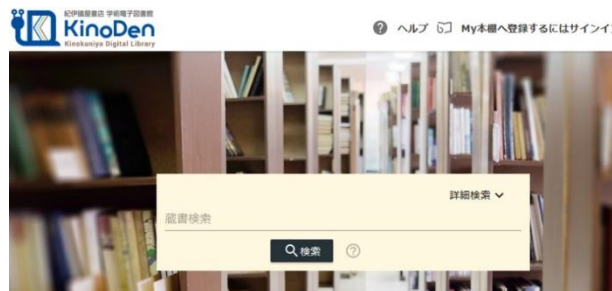 紀伊國屋書店 学術電子図書館
KinoDen
Kinokuniya Digital Library
ヘルプ My本棚へ登録するにはサインイン
詳細検索
蔵書検索
検索